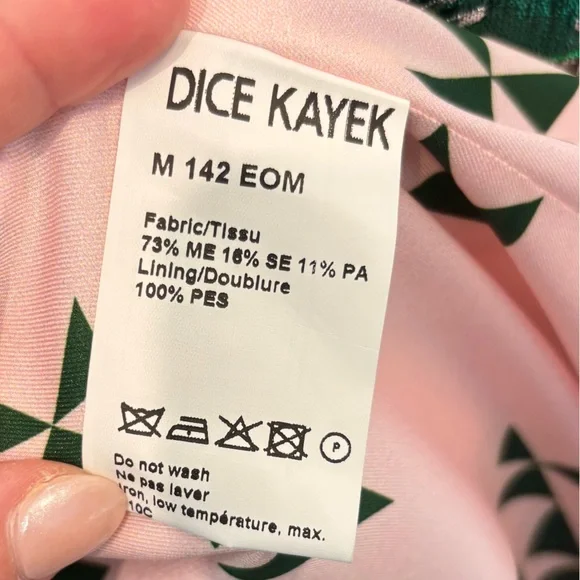 DICE KAYEK
M 142 EOM
Fabric/Tissu
73% ME 16% SE 11% PA
Lining/Doublure
100% PES
P
Do not wash
Ne pas laver
Iron, low température, max.
10C